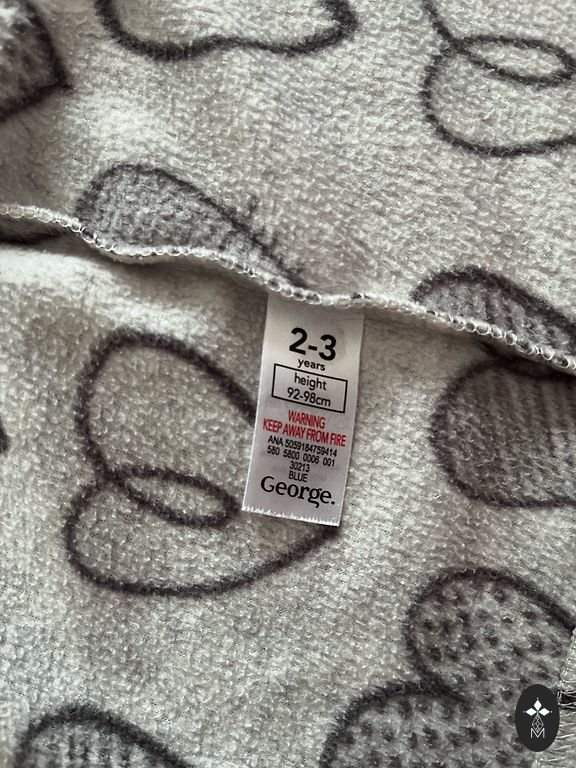 2-3
years
height
92-98cm
WARNING
KEEP AWAY FROM FIRE
ANA 5059184759414
580 5800 0006 001
30213
BLUE
George.
M